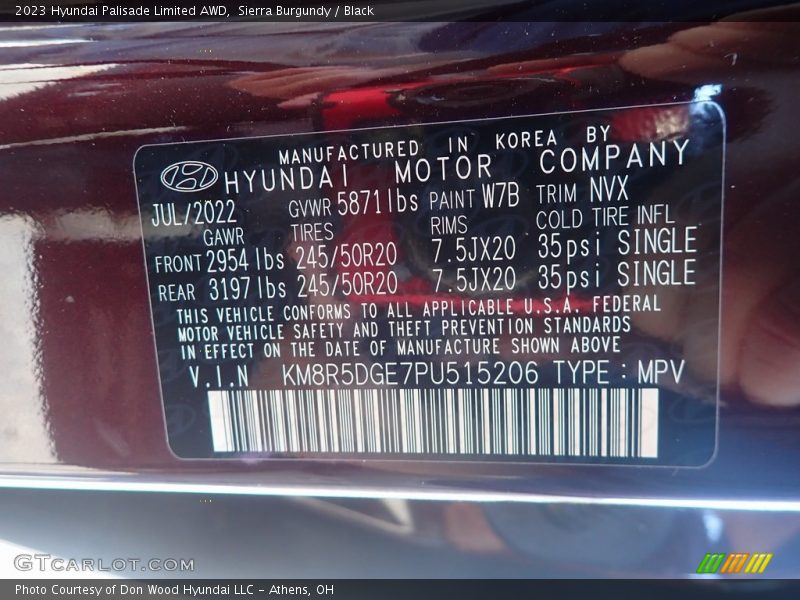 2023 Hyundai Palisade Limited AWD,  Sierra Burgundy / Black
MANUFACTURED IN KOREA BY
HYUNDAI MOTOR COMPANY
JUL/2022 GVWR 5871lbs PAINT W7B TRIM NVX
GAWR TIRES RIMS COLD TIRE INFL
FRONT 2954 lbs 245/50R20 7.5JX20 35psi SINGLE
REAR 3197 lbs 245/50R20 7.5JX20 35psi SINGLE
THIS VEHICLE CONFORMS TO ALL APPLICABLE U.S.A. FEDERAL
MOTOR VEHICLE SAFETY AND THEFT PREVENTION STANDARDS
IN EFFECT ON THE DATE OF MANUFACTURE SHOWN ABOVE
V.I.N KM8R5DGE7PU515206 TYPE : MPV
GTCARLOT.COM
Photo Courtesy of Don Wood Hyundai LLC - Athens, OH